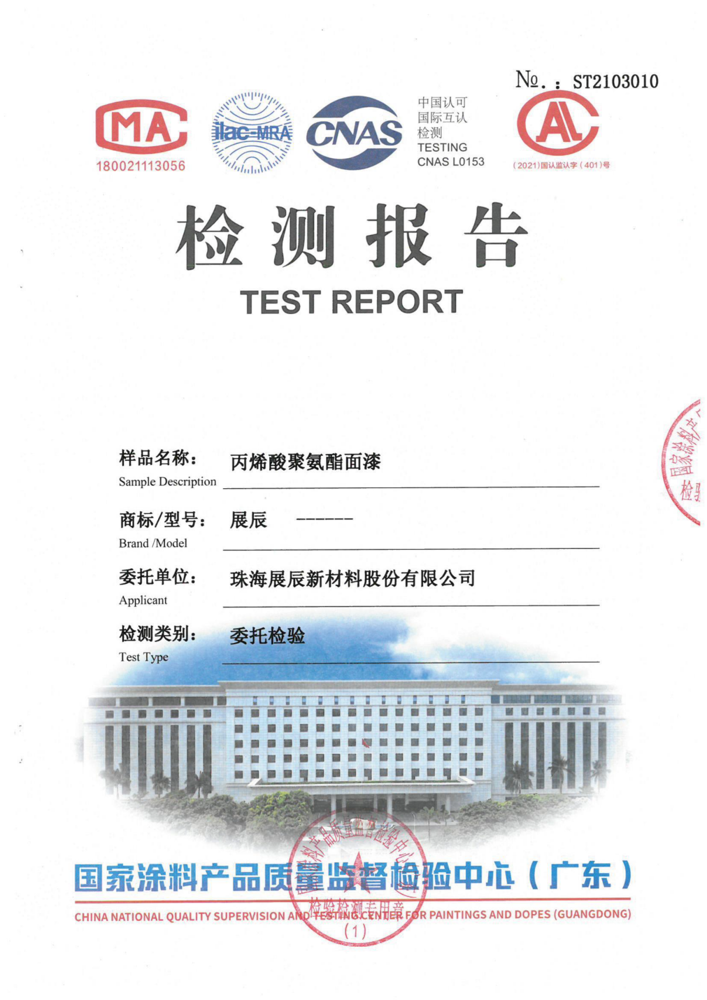 №.: ST2103010
MA
180021113056
ilac-MRA
CNAS
中国认可
国际互认
检测
TESTING
CNAS L0153
CAL
(2021)国认监认字(401)号
检测报告
TEST REPORT
样品名称: 丙烯酸聚氨酯面漆
Sample Description
商标/型号: 展辰 ------
Brand /Model
委托单位: 珠海展辰新材料股份有限公司
Applicant
检测类别: 委托检验
Test Type
国家涂料产
检验
国家涂料产品质量监督检验中心(广东)
检验检测专用章
(1)
国家涂料产品质量监督检验中心(广东)
CHINA NATIONAL QUALITY SUPERVISION AND TESTING CENTER FOR PAINTINGS AND DOPES (GUANGDONG)